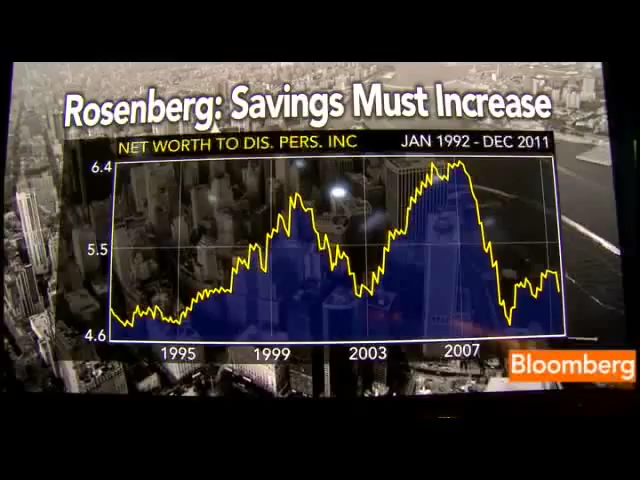 Rosenberg: Savings Must Increase
NET WORTH TO DIS. PERS. INC JAN 1992 - DEC 2011
6.4
5.5
4.6
1995 1999 2003 2007
Bloomberg